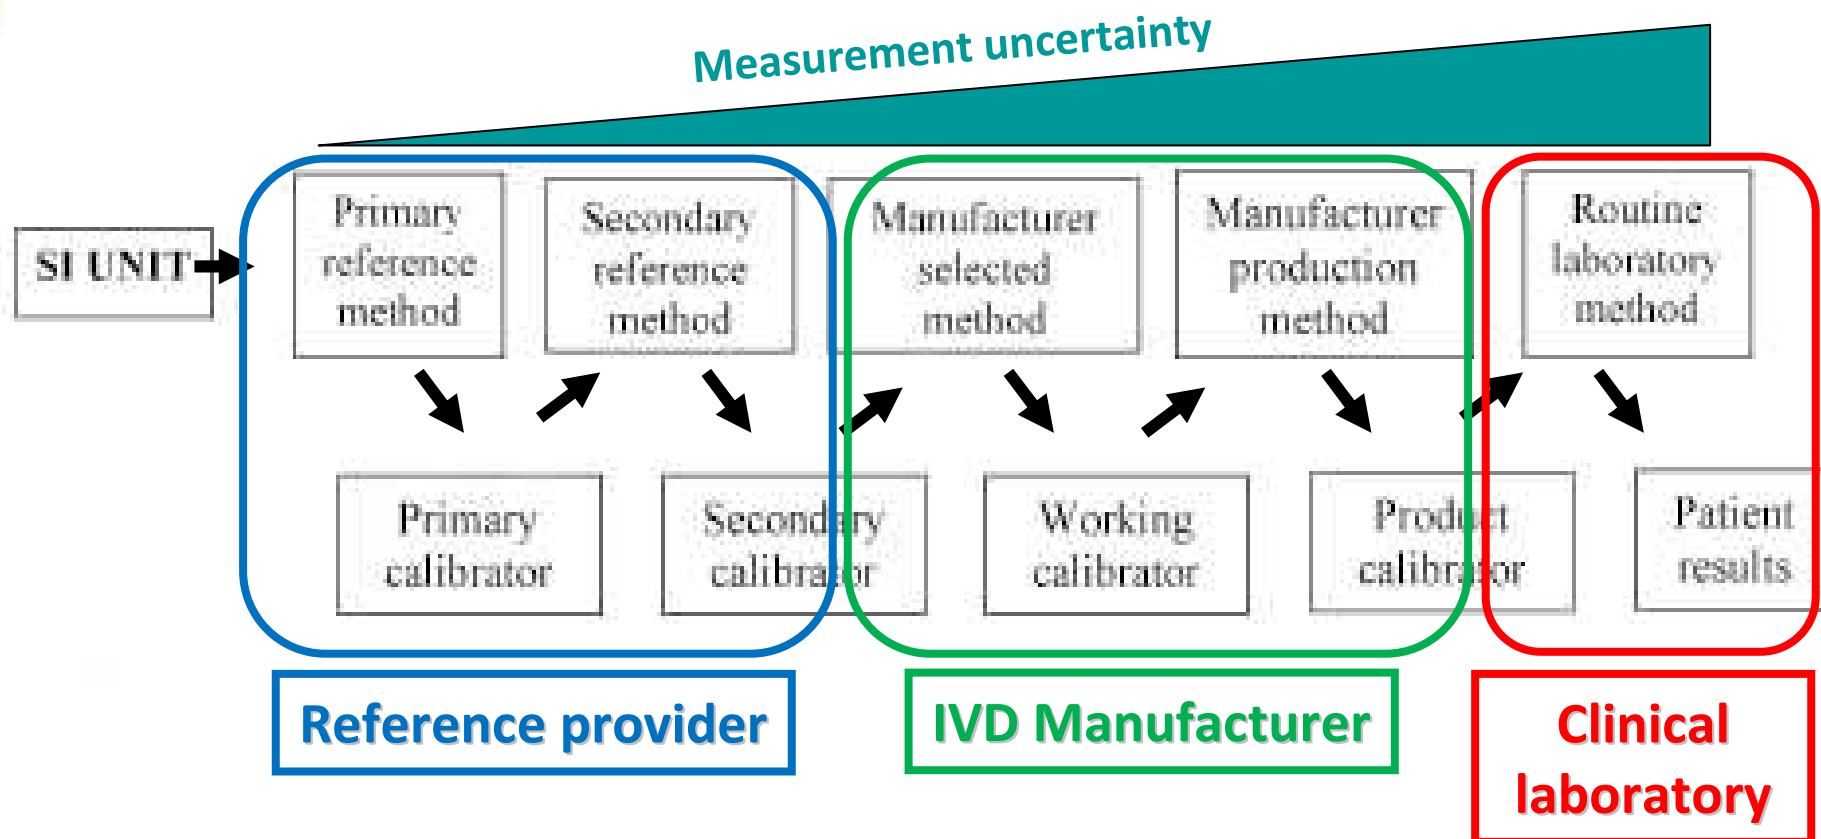 Measurement uncertainty
SI UNIT
Primary
reference
method
Secondary
reference
method
Manufacturer
selected
method
Manufacturer
production
method
Routine
laboratory
method
Primary
calibrator
Secondary
calibrator
Working
calibrator
Product
calibrator
Patient
results
Reference provider
IVD Manufacturer
Clinical
laboratory